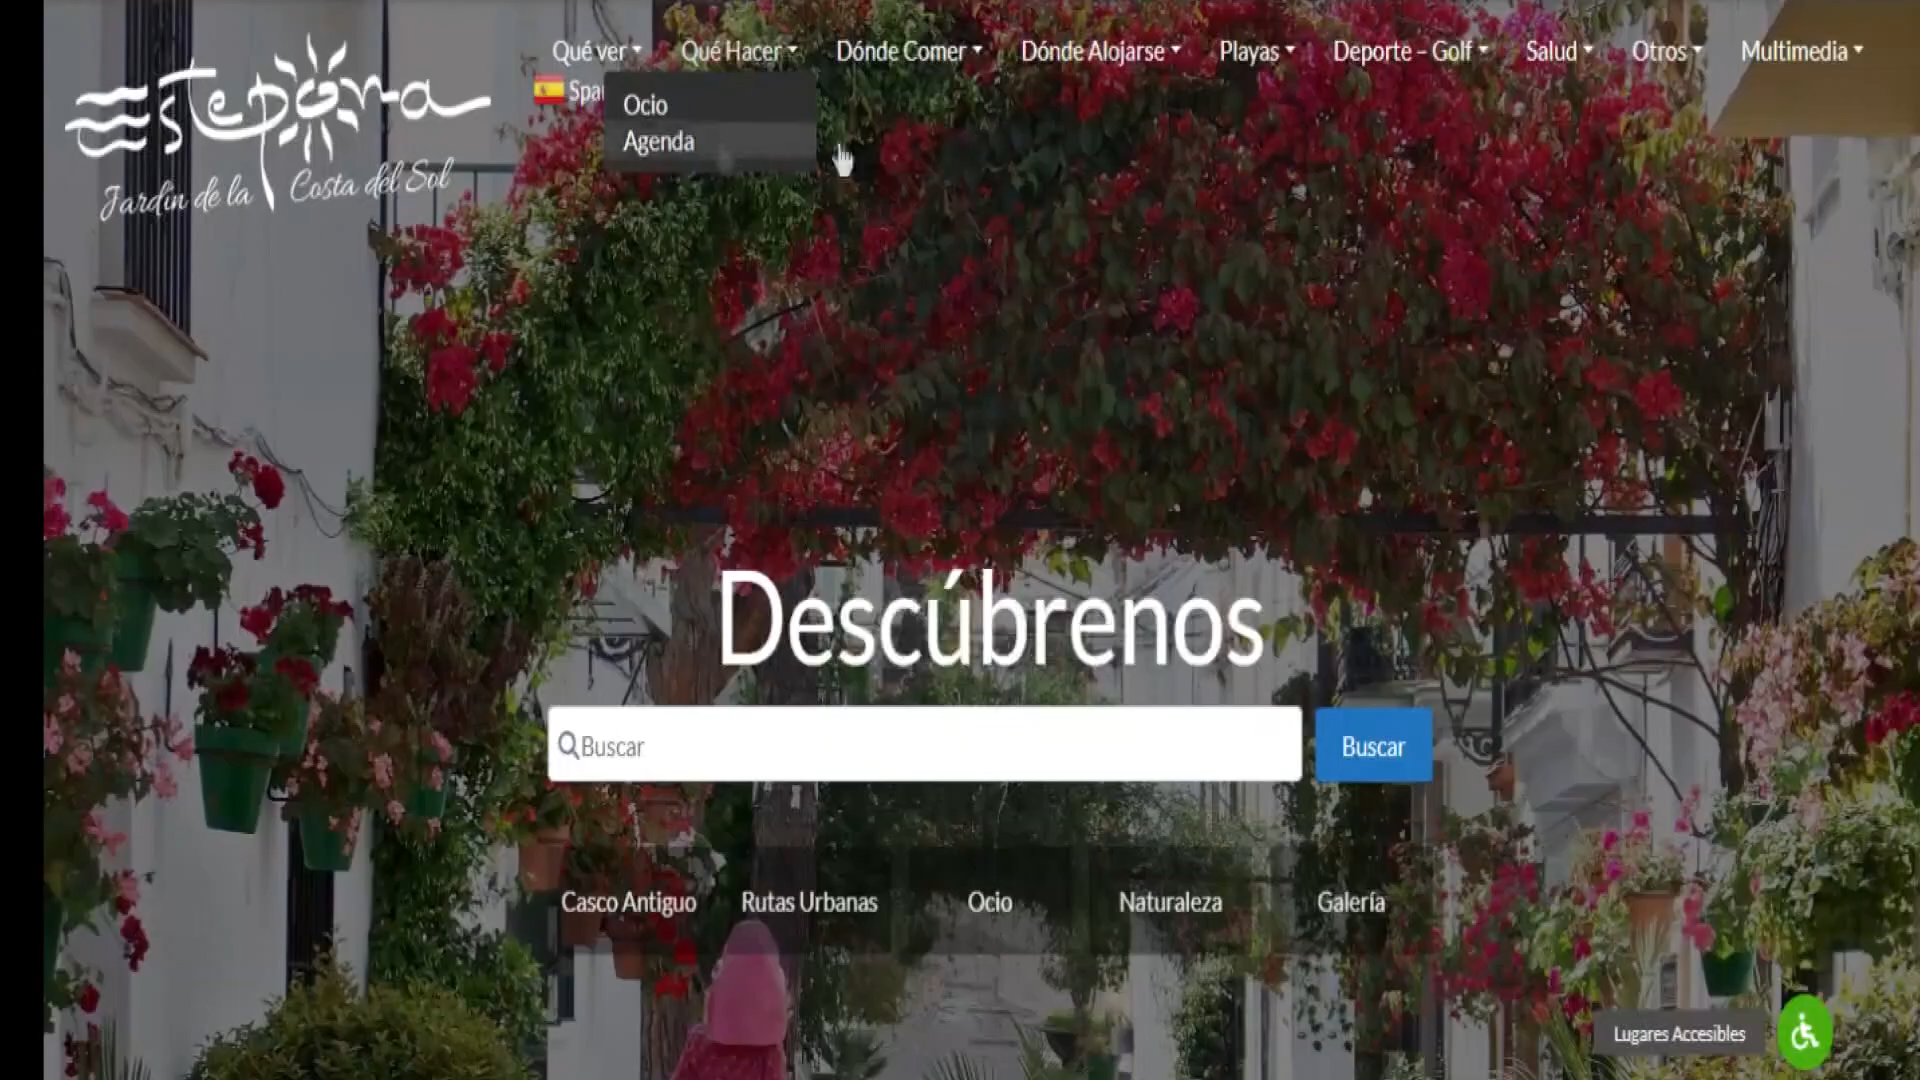 Estepona
Jardín de la Costa del Sol
Qué ver Qué Hacer Dónde Comer Dónde Alojarse Playas Deporte – Golf Salud Otros Multimedia
Ocio
Agenda
Descúbrenos
Buscar
Buscar
Casco Antiguo Rutas Urbanas Ocio Naturaleza Galería
Lugares Accesibles